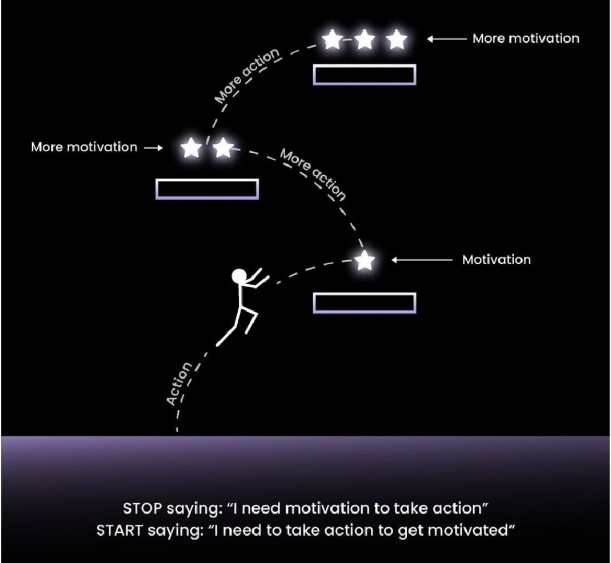 More action
More motivation
More motivation
More action
Motivation
Action
STOP saying: “I need motivation to take action”
START saying: “I need to take action to get motivated”